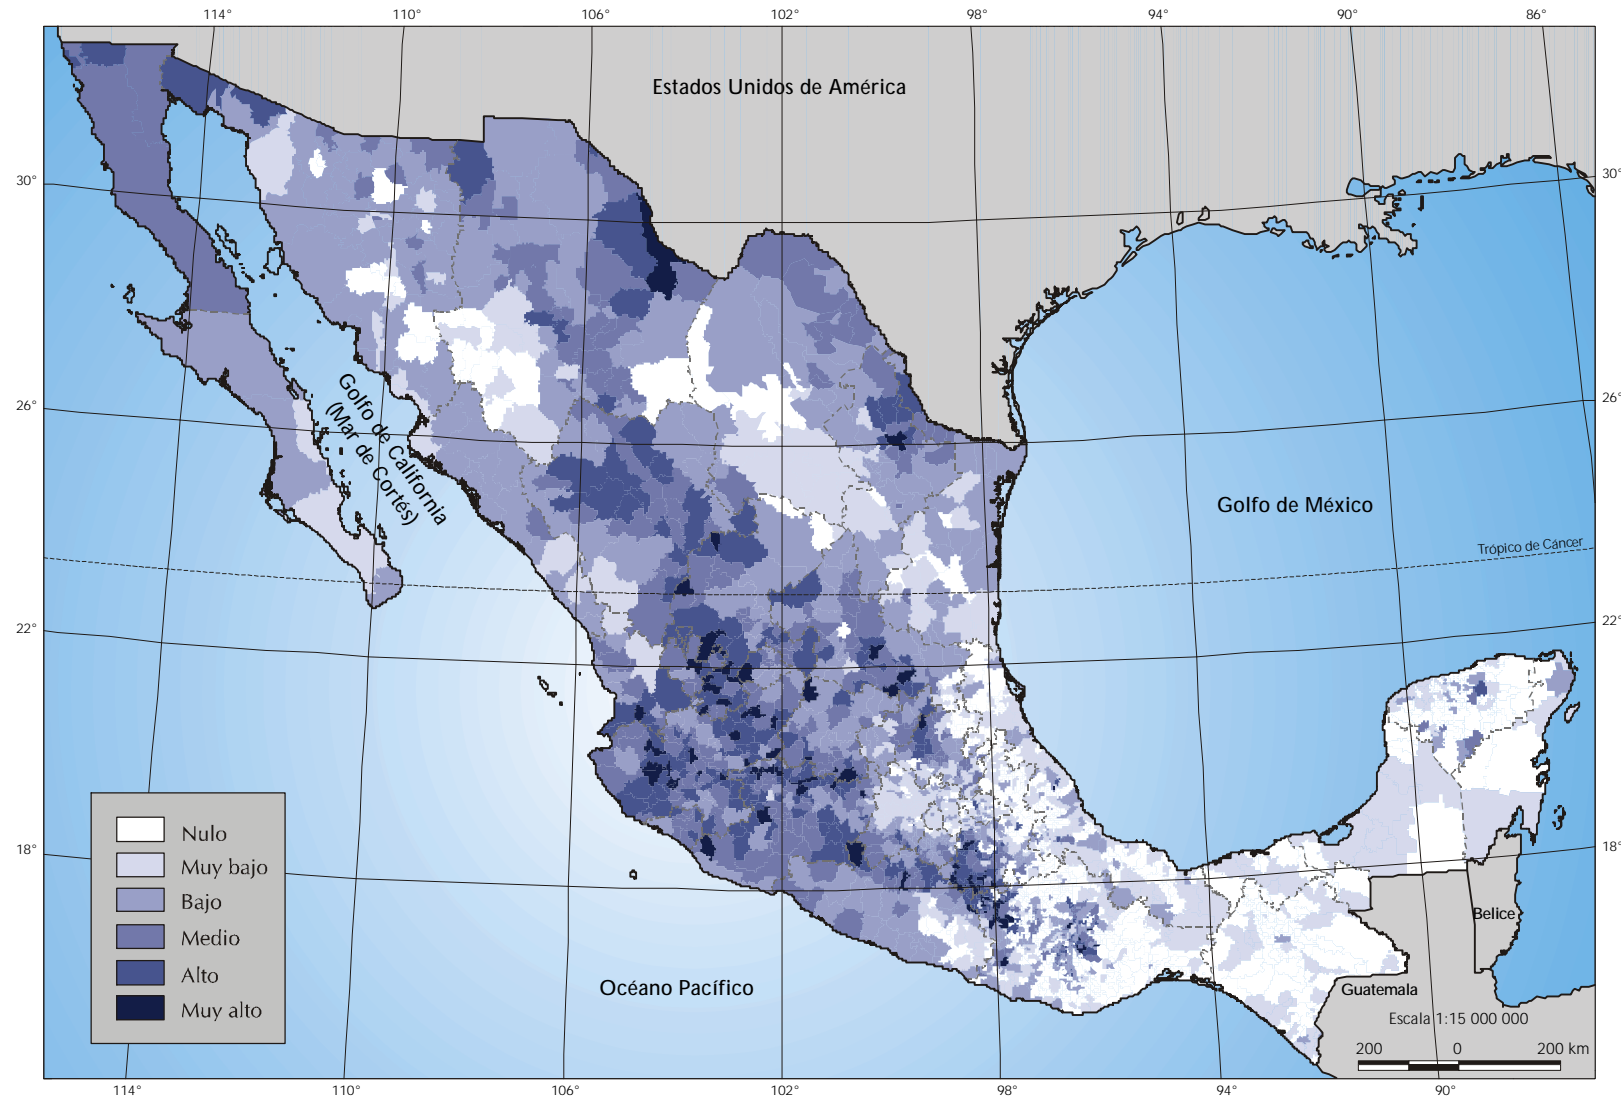 114°
110°
106°
102°
98°
94°
90°
86°
Estados Unidos de América
30°
30°
26°
26°
Golfo de California
(Mar de Cortés)
Golfo de México
Trópico de Cáncer
22°
22°
18°
18°
Nulo
Muy bajo
Bajo
Medio
Alto
Muy alto
Belice
Océano Pacífico
Guatemala
Escala 1:15 000 000
200 0 200 km
114°
110°
106°
102°
98°
94°
90°